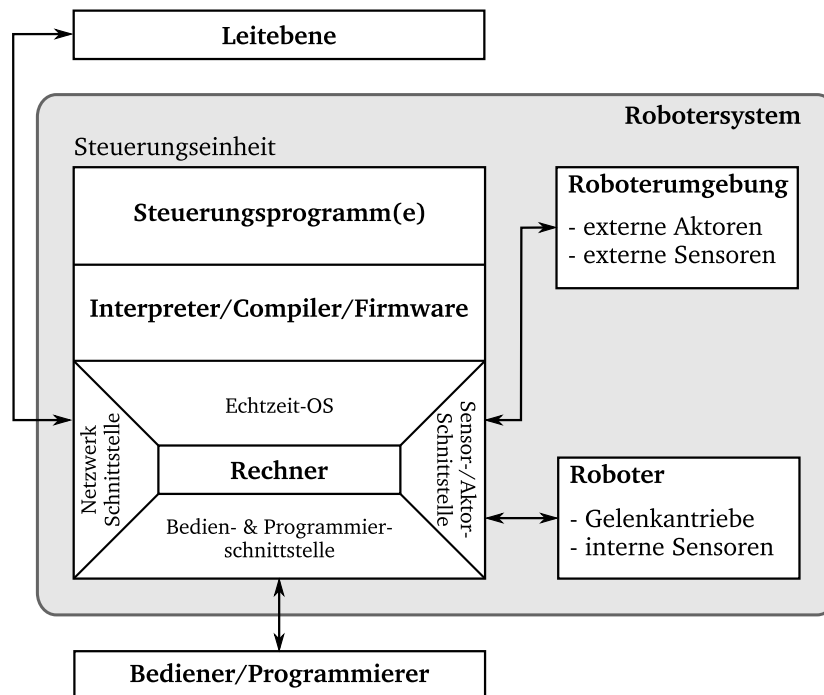 Leitebene
Robotersystem
Steuerungseinheit
Steuerungsprogramm(e)
Interpreter/Compiler/Firmware
Echtzeit-OS
Netzwerk
Schnittstelle
Rechner
Sensor-/Aktor-
Schnittstelle
Bedien- & Programmier-
schnittstelle
Roboterumgebung
- externe Aktoren
- externe Sensoren
Roboter
- Gelenkantriebe
- interne Sensoren
Bediener/Programmierer